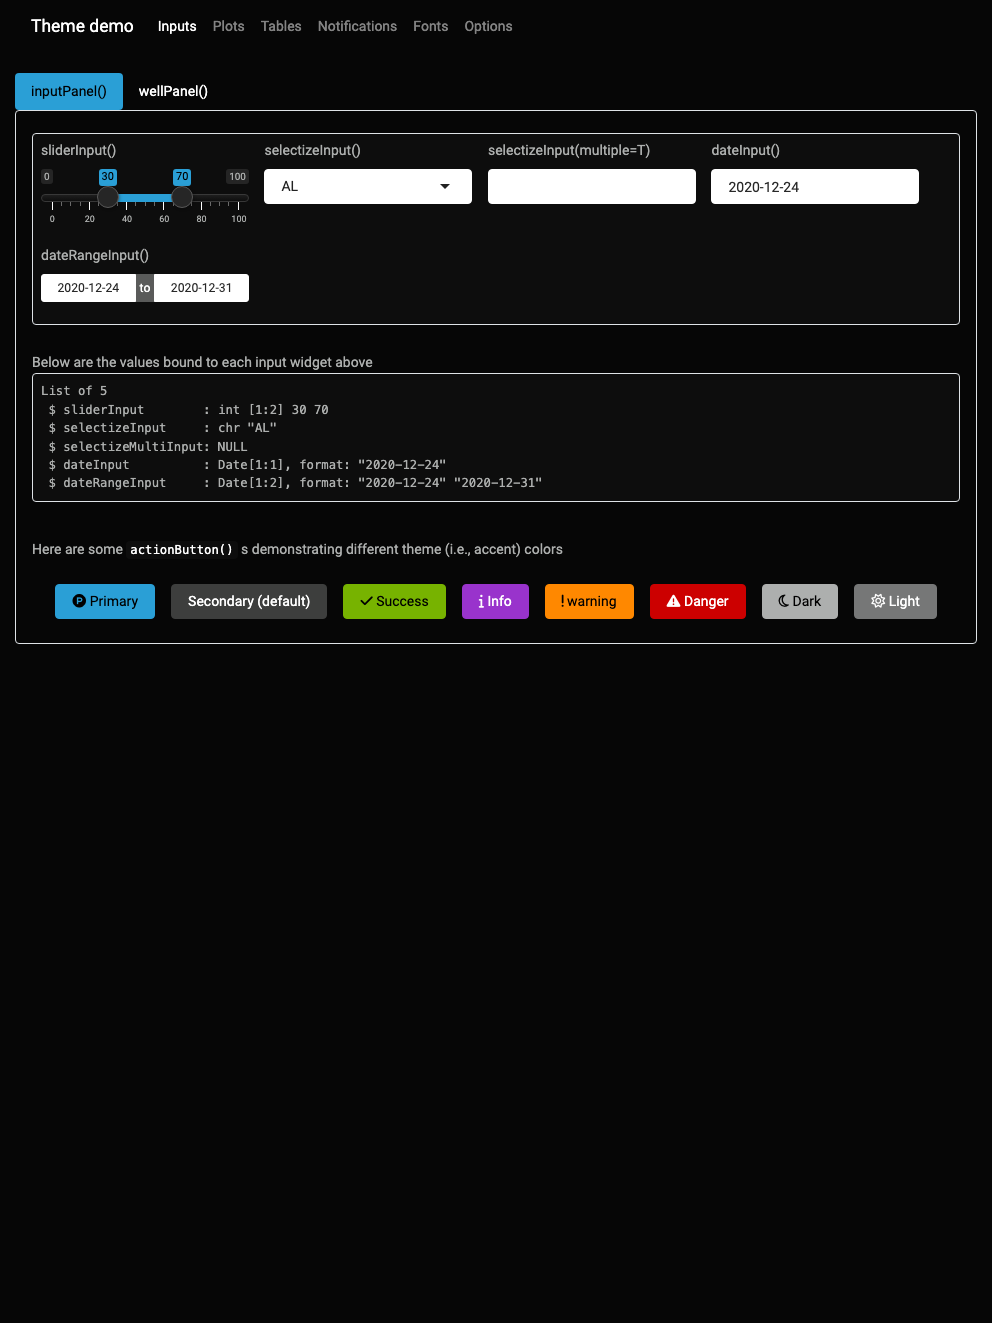 Theme demo Inputs Plots Tables Notifications Fonts Options
inputPanel() wellPanel()
sliderInput() selectizeInput() selectizeInput(multiple=T) dateInput()
0 30 70 100
AL 2020-12-24
0 20 40 60 80 100
dateRangeInput()
2020-12-24 to 2020-12-31
Below are the values bound to each input widget above
List of 5
$ sliderInput : int [1:2] 30 70
$ selectizeInput : chr "AL"
$ selectizeMultiInput: NULL
$ dateInput : Date[1:1], format: "2020-12-24"
$ dateRangeInput : Date[1:2], format: "2020-12-24" "2020-12-31"
Here are some actionButton() s demonstrating different theme (i.e., accent) colors
Primary Secondary (default) Success Info warning Danger Dark Light